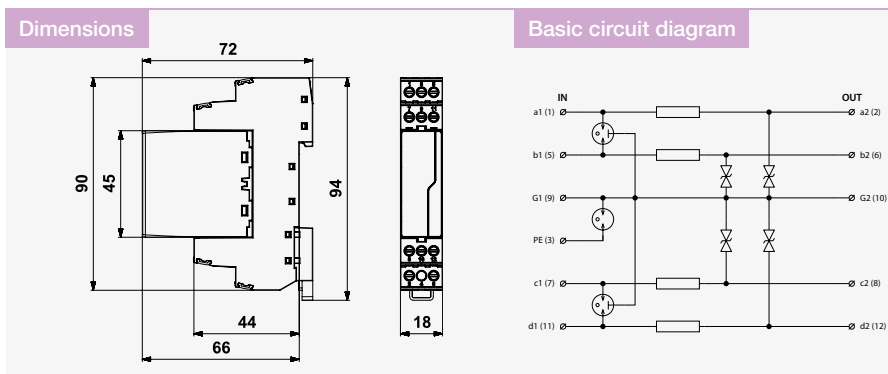 Dimensions
72
90
45
94
44
66
18
Basic circuit diagram
IN
OUT
a1 (1)
a2 (2)
b1 (5)
b2 (6)
G1 (9)
G2 (10)
PE (3)
c1 (7)
c2 (8)
d1 (11)
d2 (12)